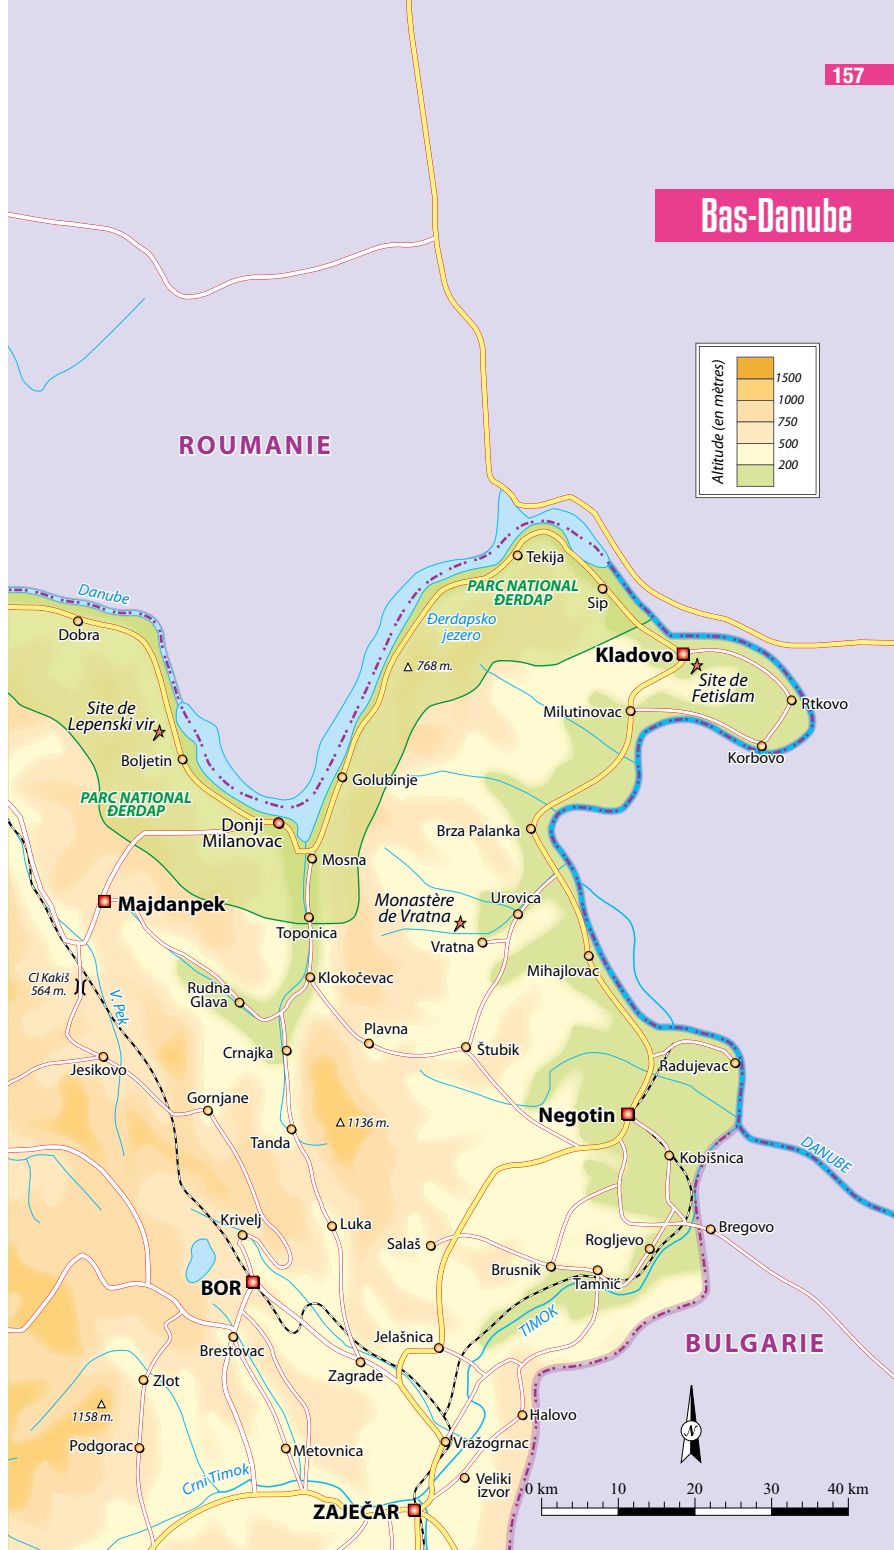 157
Bas-Danube
Altitude (en mètres)
1500
1000
750
500
200
ROUMANIE
Tekija
PARC NATIONAL
ĐERDAP
Sip
Danube
Dobra
Đerdapsko
jezero
Kladovo
768 m.
Site de
Fetislam
Site de
Lepenski vir
Milutinovac
Rtkovo
Boljetin
Korbovo
Golubinje
PARC NATIONAL
ĐERDAP
Donji
Milanovac
Brza Palanka
Mosna
Majdanpek
Monastère
de Vratna
Urovica
Toponica
Vratna
Mihajlovac
Cl Kakiš
564 m.
Klokočevac
Rudna
Glava
V. Pek
Plavna
Štubik
Crnajka
Jesikovo
Radujevac
Gornjane
Negotin
1136 m.
Tanda
DANUBE
Kobišnica
Krivelj
Luka
Bregovo
Salaš
Rogljevo
Brusnik
Tamnić
BOR
TIMOK
Jelašnica
BULGARIE
Brestovac
Zagrade
Zlot
1158 m.
Halovo
N
Podgorac
Metovnica
Vražogrnac
Crni Timok
Veliki
izvor
0 km
10
20
30
40 km
ZAJEČAR